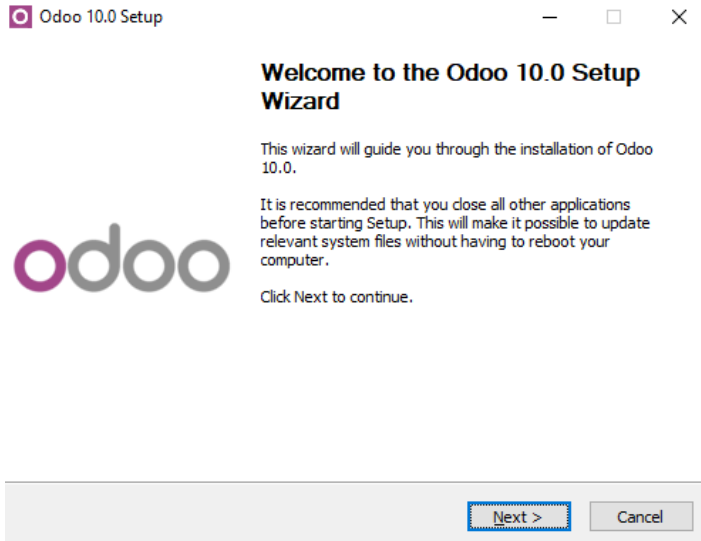 Odoo 10.0 Setup
Welcome to the Odoo 10.0 Setup
Wizard
This wizard will guide you through the installation of Odoo
10.0.
It is recommended that you close all other applications
before starting Setup. This will make it possible to update
relevant system files without having to reboot your
computer.
odoo
Click Next to continue.
Next >
Cancel